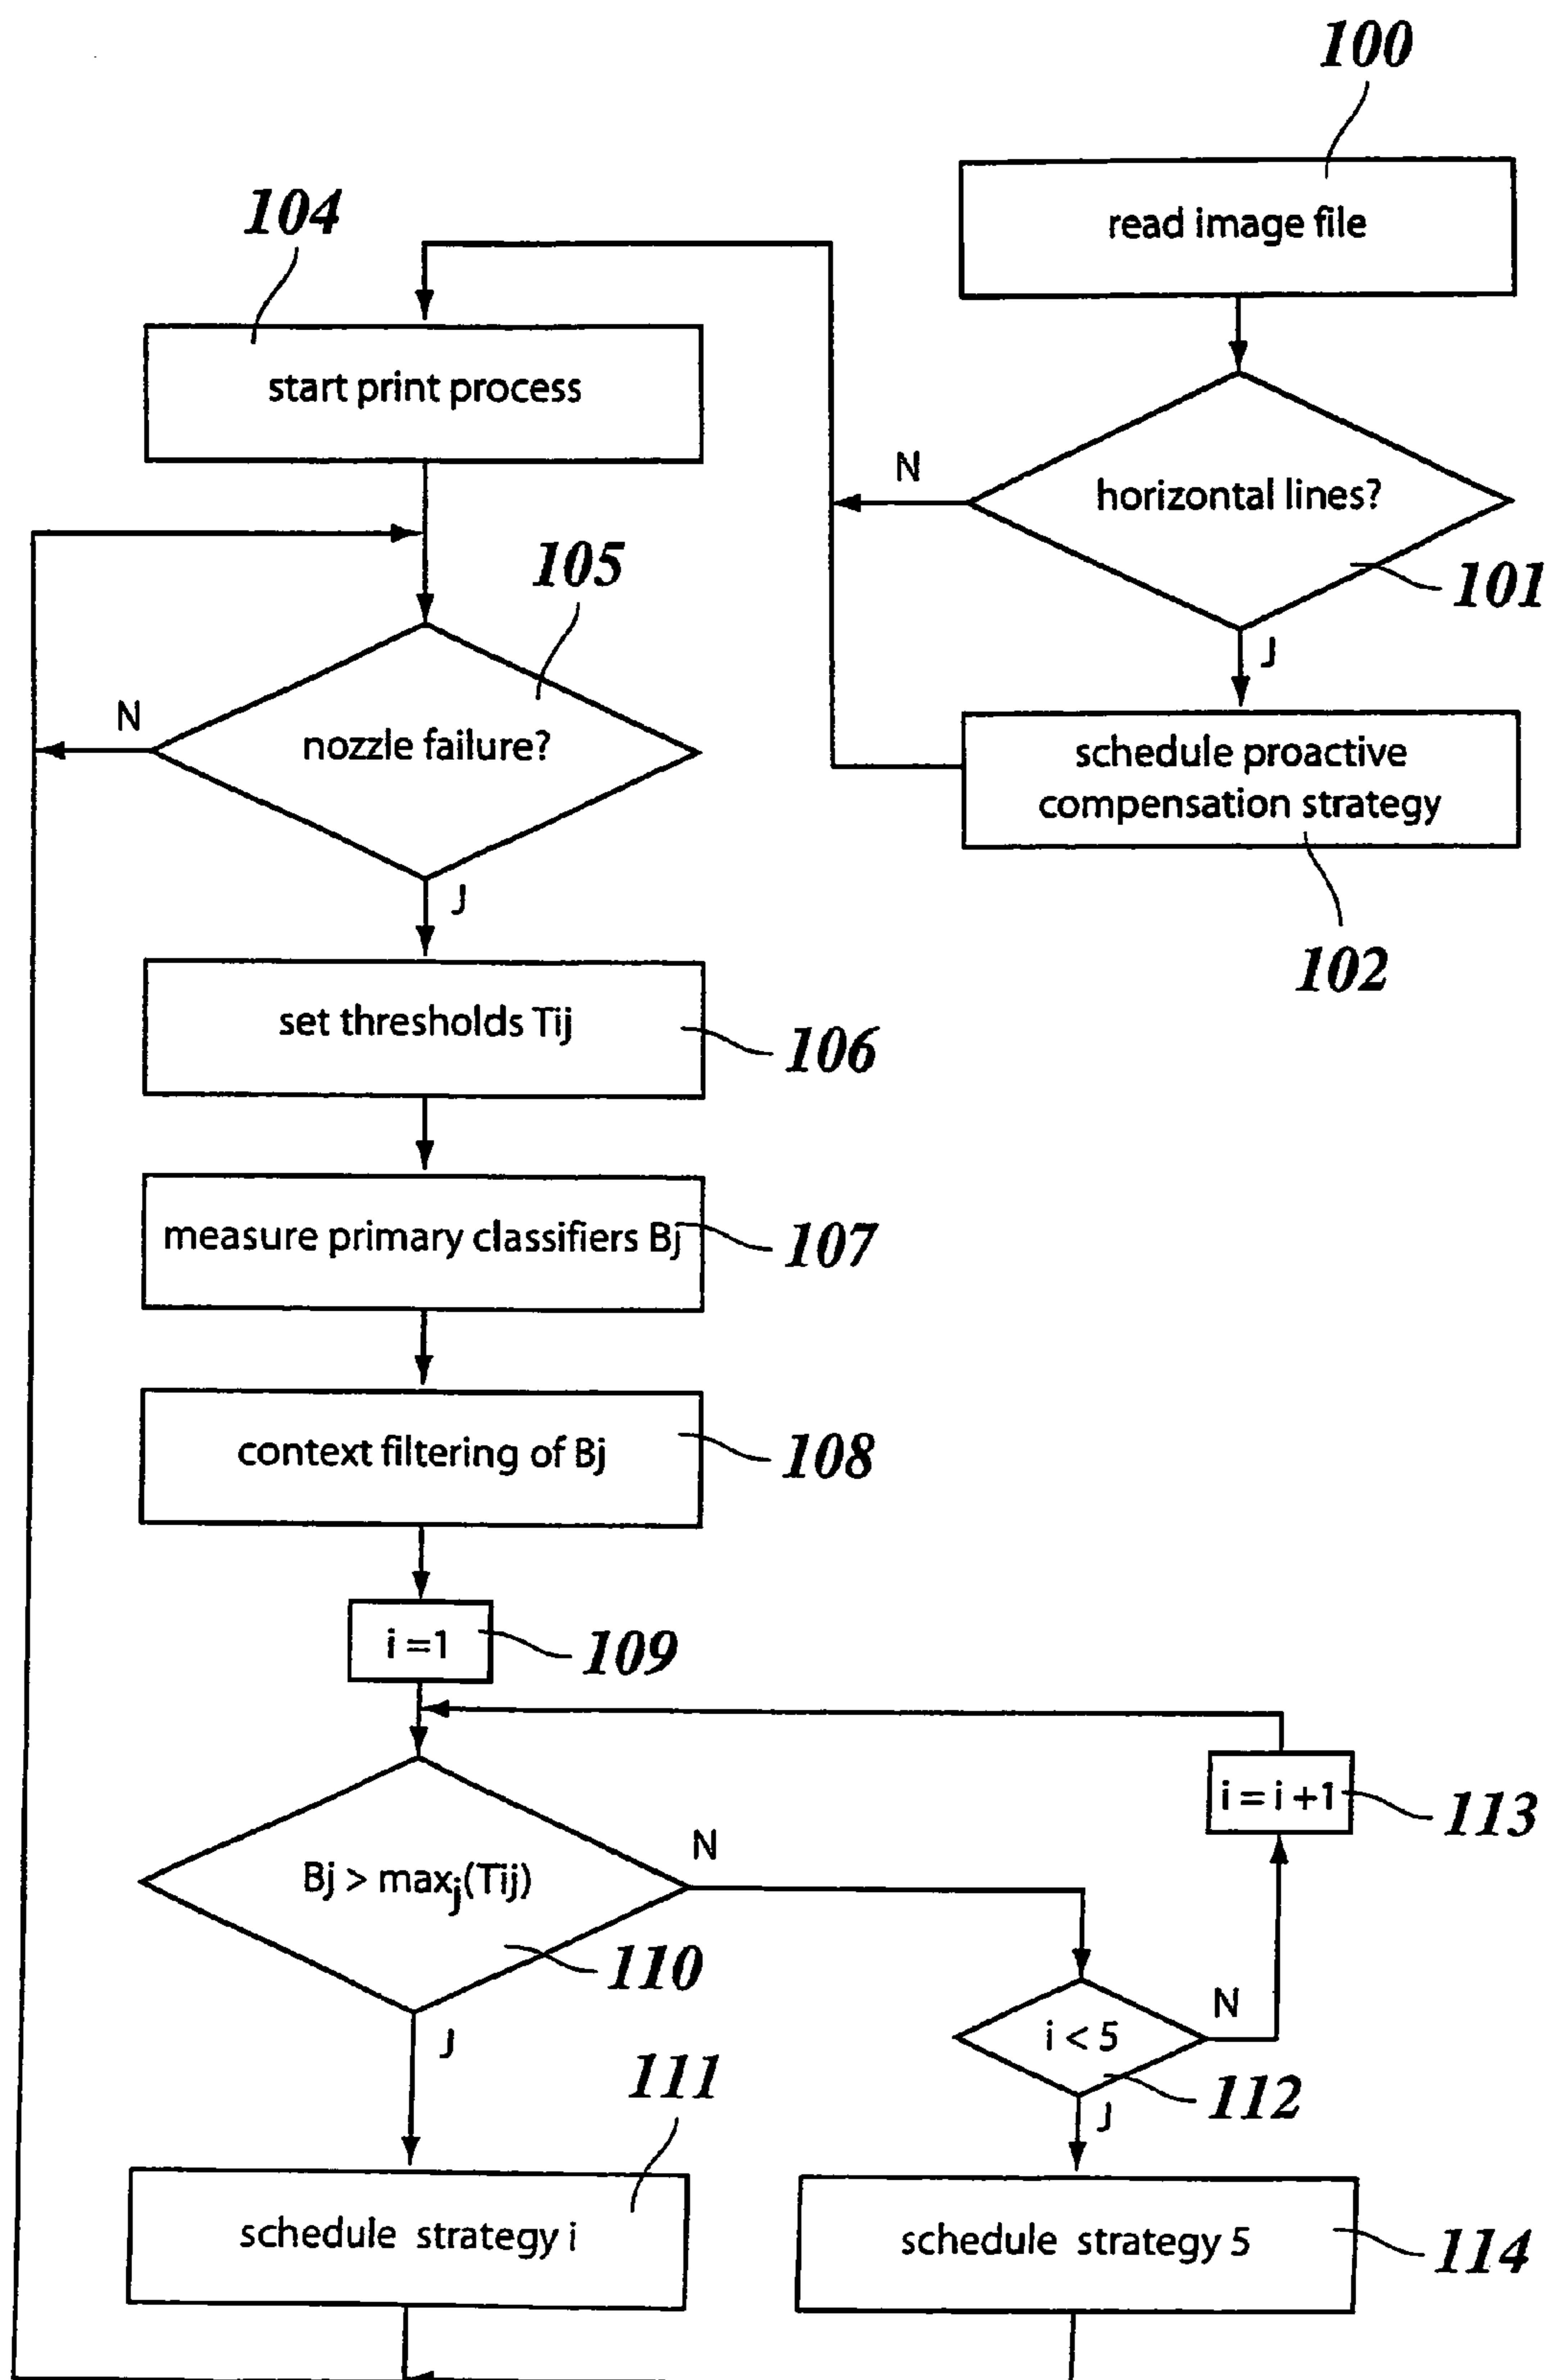 100
read image file
104
start print process
N
horizontal lines?
101
J
105
N
nozzle failure?
schedule proactive
compensation strategy
102
J
set thresholds Tij
106
measure primary classifiers Bj
107
context filtering of Bj
108
i =1
109
i = i +1
113
N
Bj > maxj(Tij)
110
N
i < 5
112
J
J
111
schedule strategy i
schedule strategy 5
114